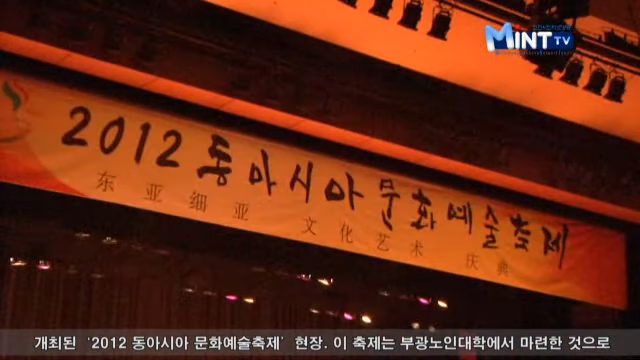 MINT TV
2012 동아시아 문화예술축제
东亚细亚 文化艺术 庆典
개최된 ‘2012 동아시아 문화예술축제’ 현장. 이 축제는 부광노인대학에서 마련한 것으로